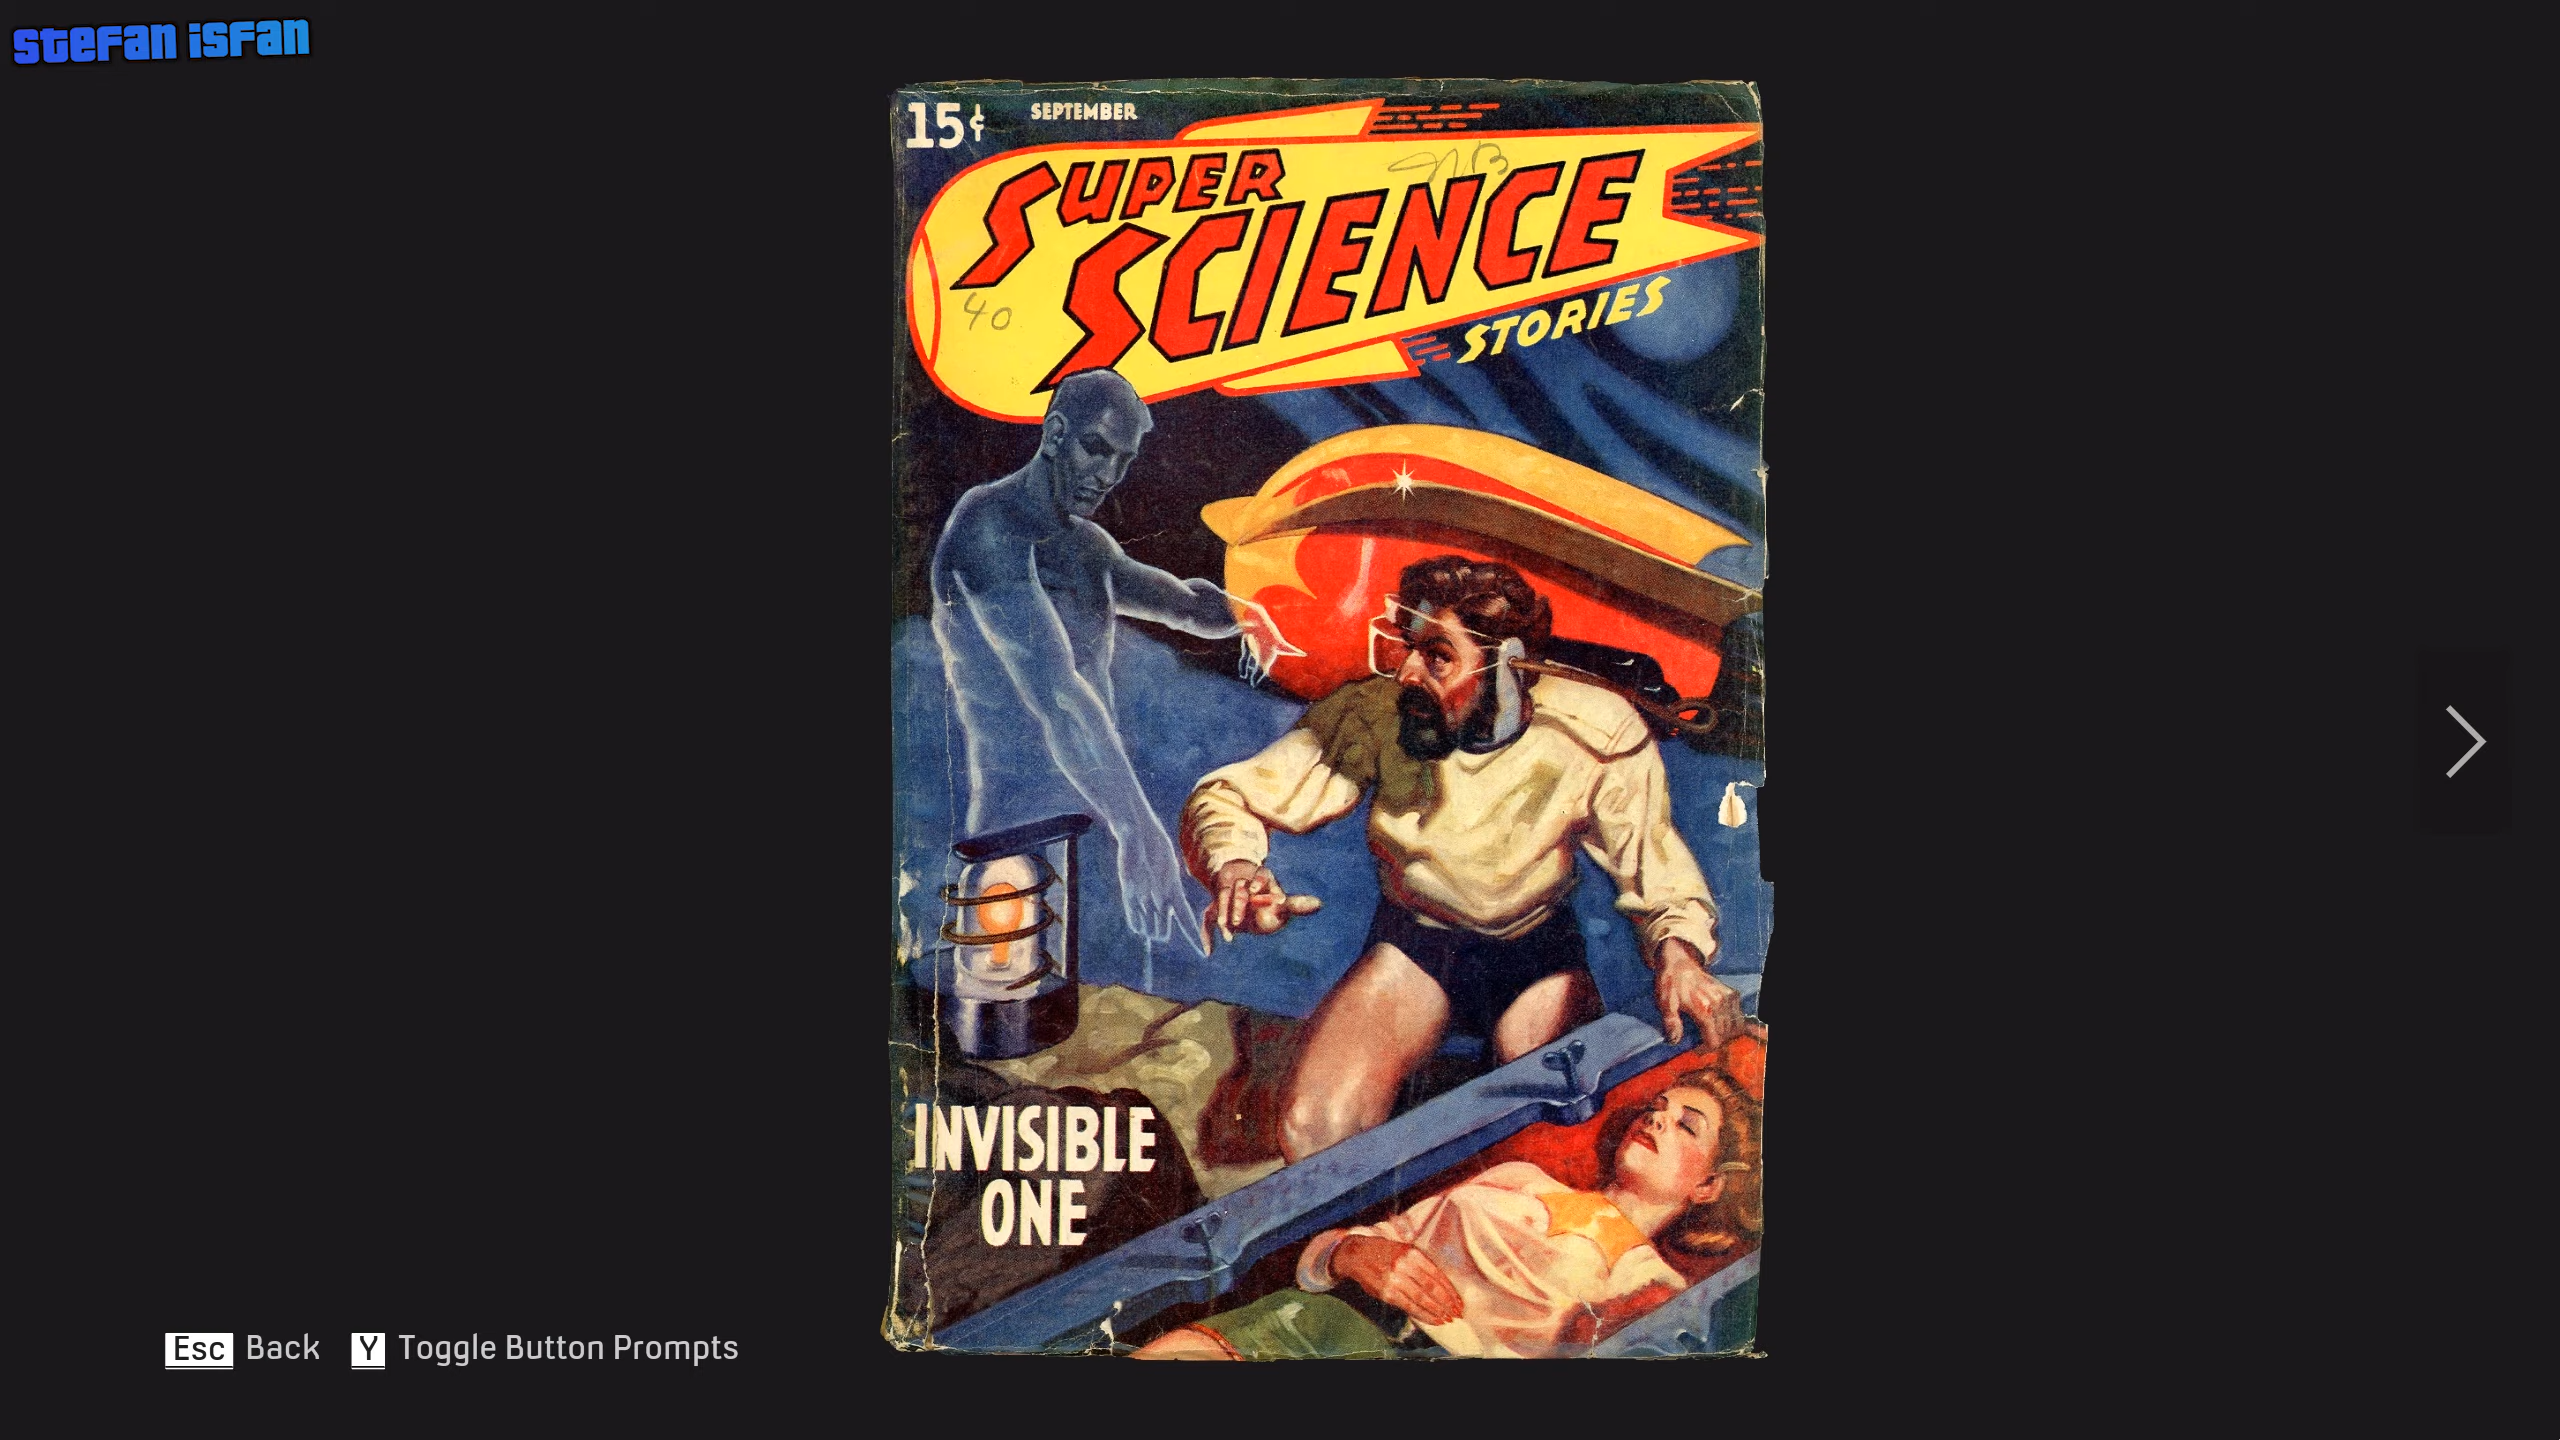 stefan isfan
15¢ SEPTEMBER
SUPER
SCIENCE
STORIES
40
INVISIBLE
ONE
Esc Back Y Toggle Button Prompts